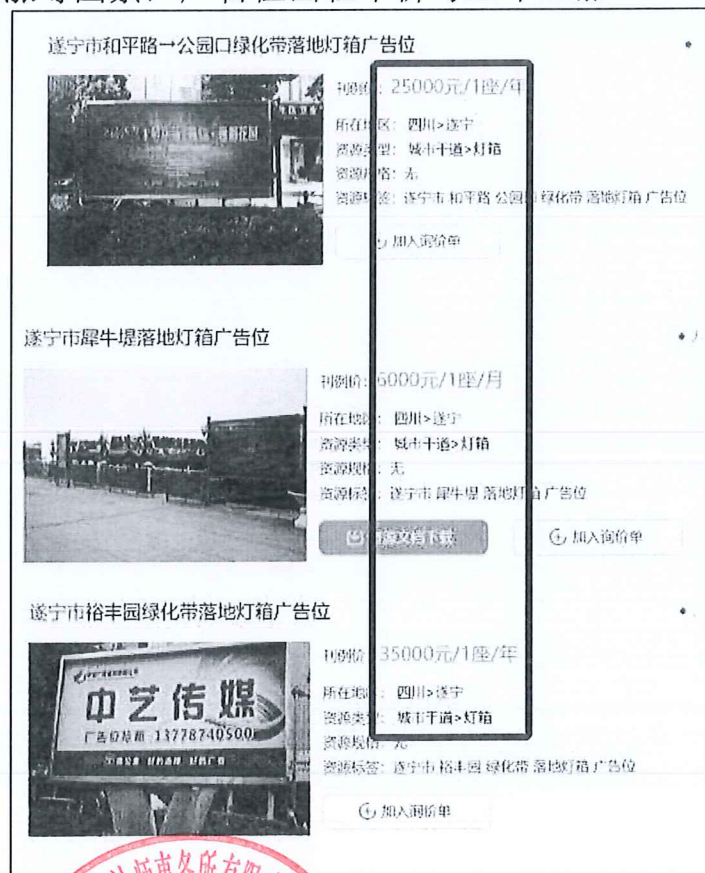 遂宁市和平路→公园口绿化带落地灯箱广告位
刊例价：25000元/1座/年
所在地区：四川>遂宁
资源类型：城市干道>灯箱
资源规格：无
资源标签：遂宁市 和平路 公园口 绿化带 落地灯箱 广告位
加入询价单
遂宁市犀牛堤落地灯箱广告位
刊例价：6000元/1座/月
所在地区：四川>遂宁
资源类型：城市干道>灯箱
资源规格：无
资源标签：遂宁市 犀牛堤 落地灯箱 广告位
资源文档下载
加入询价单
遂宁市裕丰园绿化带落地灯箱广告位
中艺传媒
广告位招租 13778740500
刊例价：35000元/1座/年
所在地区：四川>遂宁
资源类型：城市干道>灯箱
资源规格：无
资源标签：遂宁市 裕丰园 绿化带 落地灯箱 广告位
加入询价单
师事务所有限